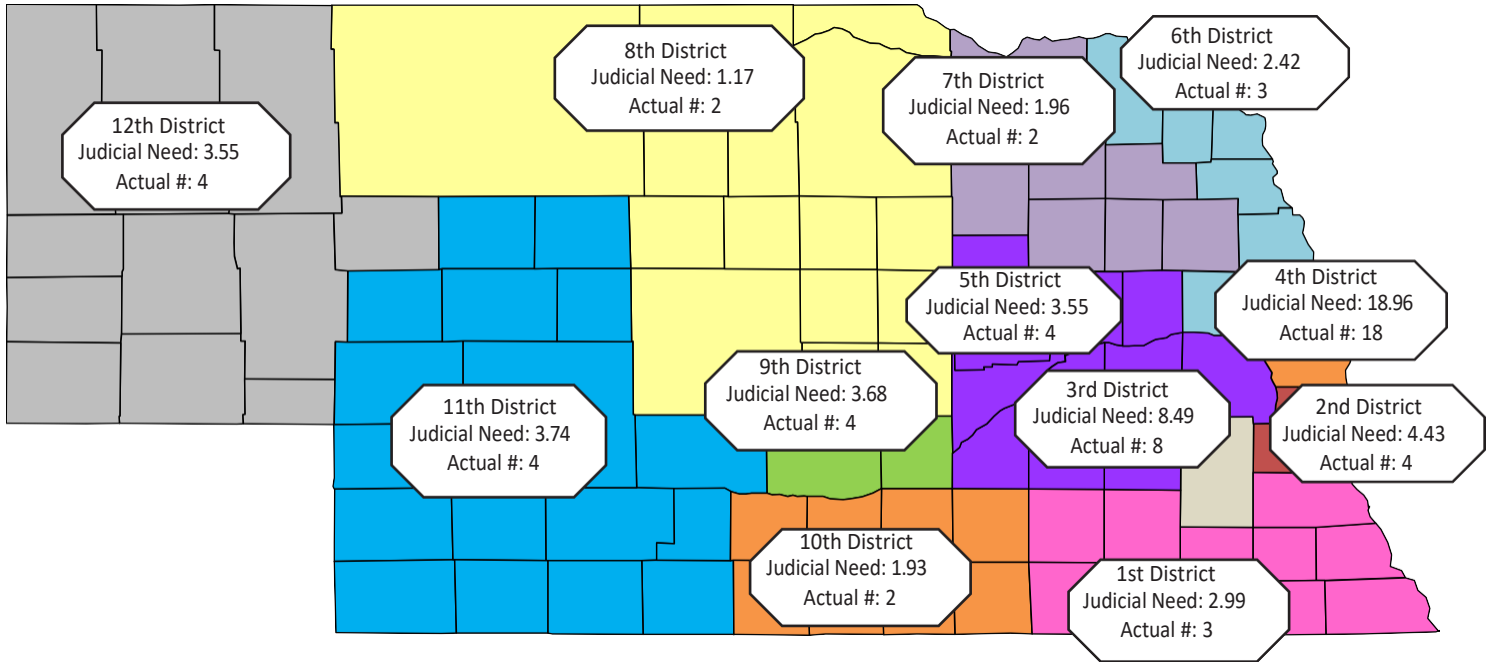 8th District
Judicial Need: 1.17
Actual #: 2
6th District
Judicial Need: 2.42
Actual #: 3
7th District
Judicial Need: 1.96
Actual #: 2
12th District
Judicial Need: 3.55
Actual #: 4
5th District
Judicial Need: 3.55
Actual #: 4
4th District
Judicial Need: 18.96
Actual #: 18
9th District
Judicial Need: 3.68
Actual #: 4
3rd District
Judicial Need: 8.49
Actual #: 8
11th District
Judicial Need: 3.74
Actual #: 4
2nd District
Judicial Need: 4.43
Actual #: 4
10th District
Judicial Need: 1.93
Actual #: 2
1st District
Judicial Need: 2.99
Actual #: 3